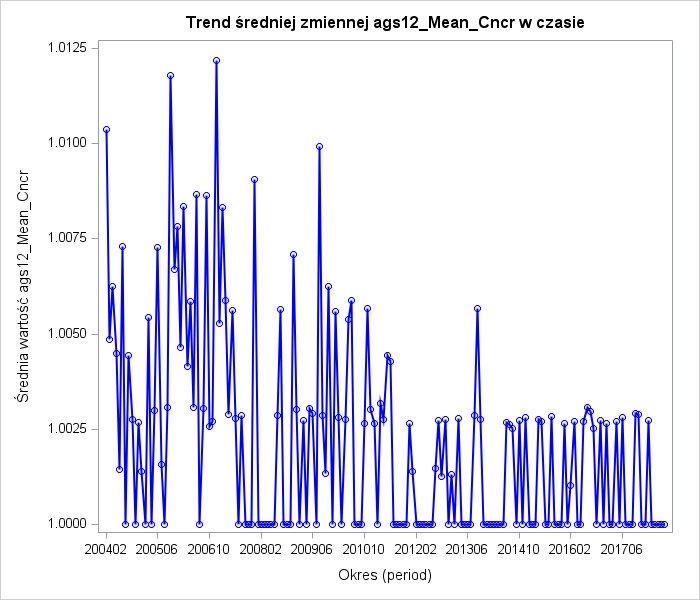 Trend średniej zmiennej ags12_Mean_Cncr w czasie
Średnia wartość ags12_Mean_Cncr
1.0125
1.0100
1.0075
1.0050
1.0025
1.0000
200402 200506 200610 200802 200906 201010 201202 201306 201410 201602 201706
Okres (period)